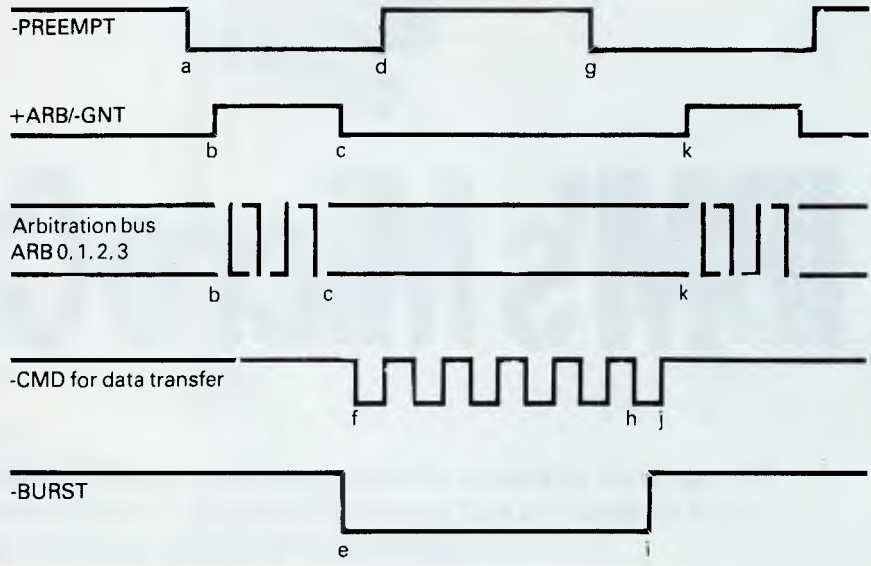 -PREEMPT
a d g
+ARB/-GNT
b c k
Arbitration bus
ARB 0, 1, 2, 3
b c k
-CMD for data transfer
f h j
-BURST
e i